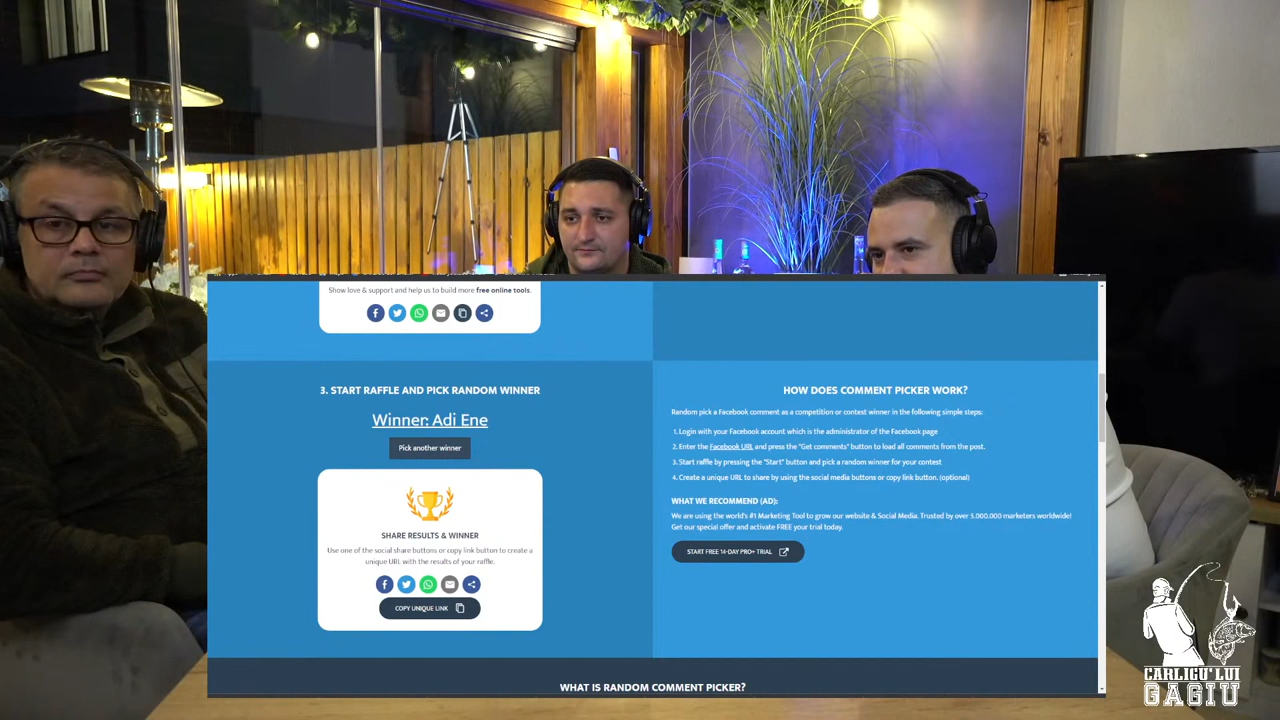 Show love & support and help us to build more free online tools.
3. START RAFFLE AND PICK RANDOM WINNER
Winner: Adi Ene
Pick another winner
SHARE RESULTS & WINNER
Use one of the social share buttons or copy link button to create a
unique URL with the results of your raffle.
COPY UNIQUE LINK
HOW DOES COMMENT PICKER WORK?
Random pick a Facebook comment as a competition or contest winner in the following simple steps:
1. Login with your Facebook account which is the administrator of the Facebook page
2. Enter the Facebook URL and press the "Get comments" button to load all comments from the post.
3. Start raffle by pressing the "Start" button and pick a random winner for your contest
4. Create a unique URL to share by using the social media buttons or copy link button. (optional)
WHAT WE RECOMMEND (AD):
We are using the world's #1 Marketing Tool to grow our website & Social Media. Trusted by over 3.000.000 marketers worldwide!
Get our special offer and activate FREE your trial today.
START FREE 14-DAY PRO+ TRIAL
WHAT IS RANDOM COMMENT PICKER?
CARLIGU' LUI
GAGIU